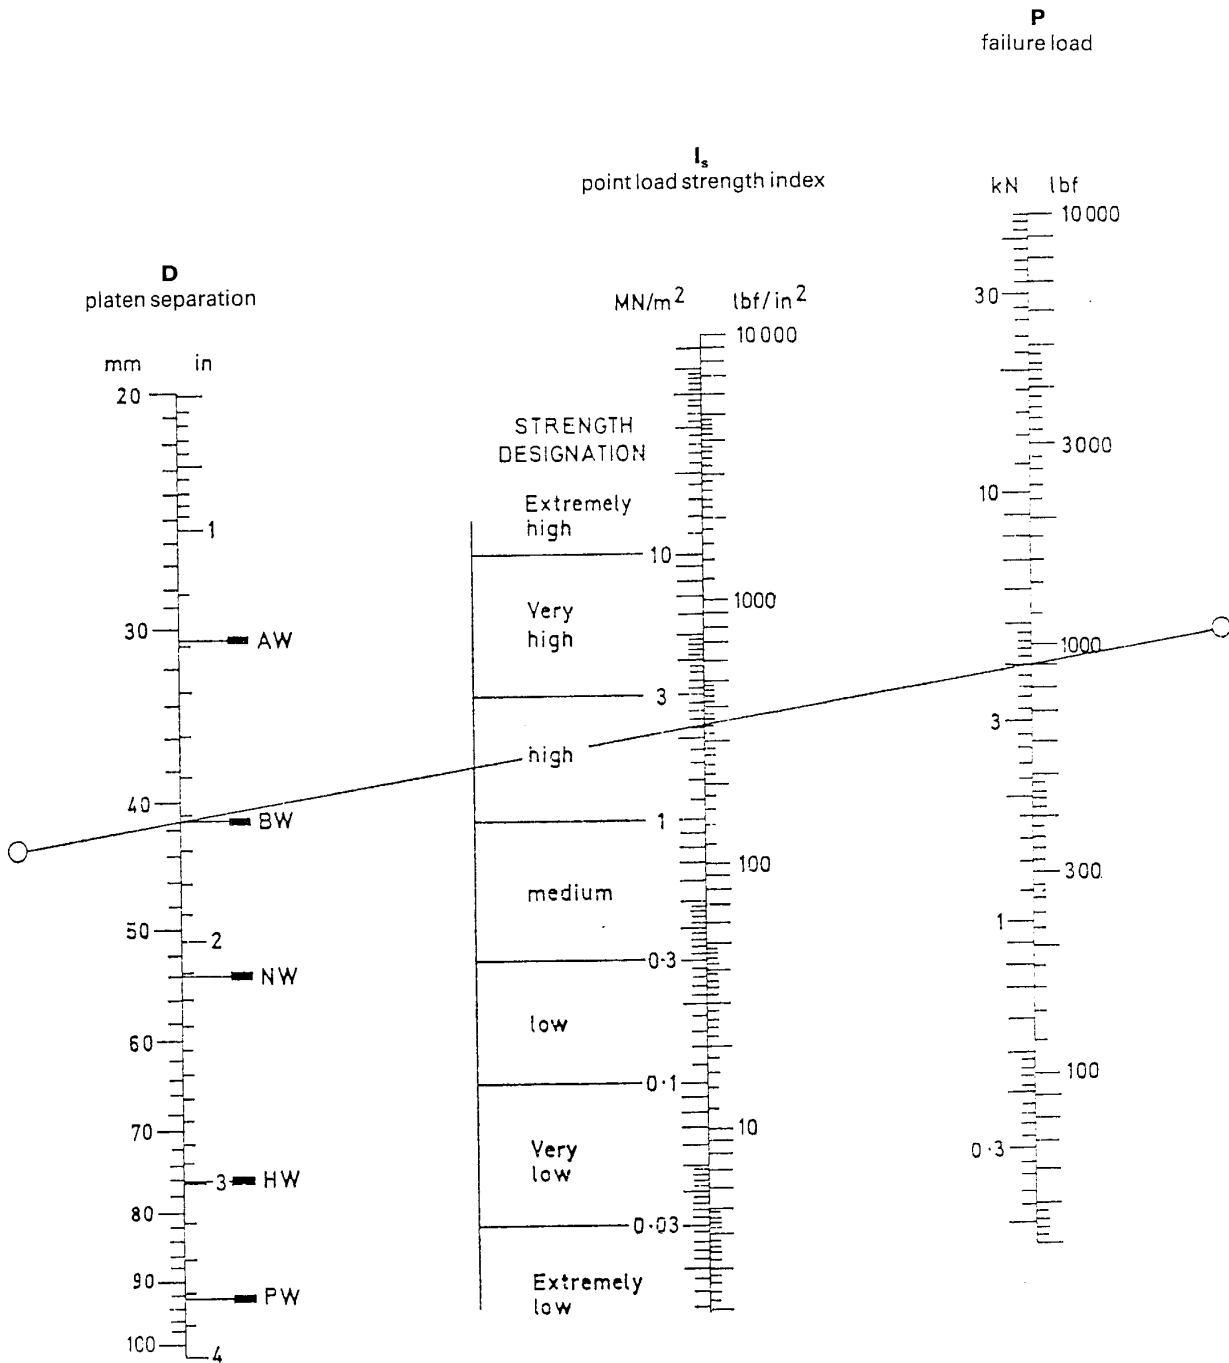 P
failure load
Is
point load strength index
kN lbf
10 000
D
platen separation
30
MN/m² lbf/in²
10 000
mm in
20
STRENGTH
DESIGNATION
3000
10
Extremely
high
1
10
Very
high
1000
30
AW
1000
3
3
high
40
BW
1
100
300
medium
1
50
2
0·3
NW
low
60
0·1
100
10
70
Very
low
0·3
3 HW
80
0·03
90
Extremely
low
PW
100
4